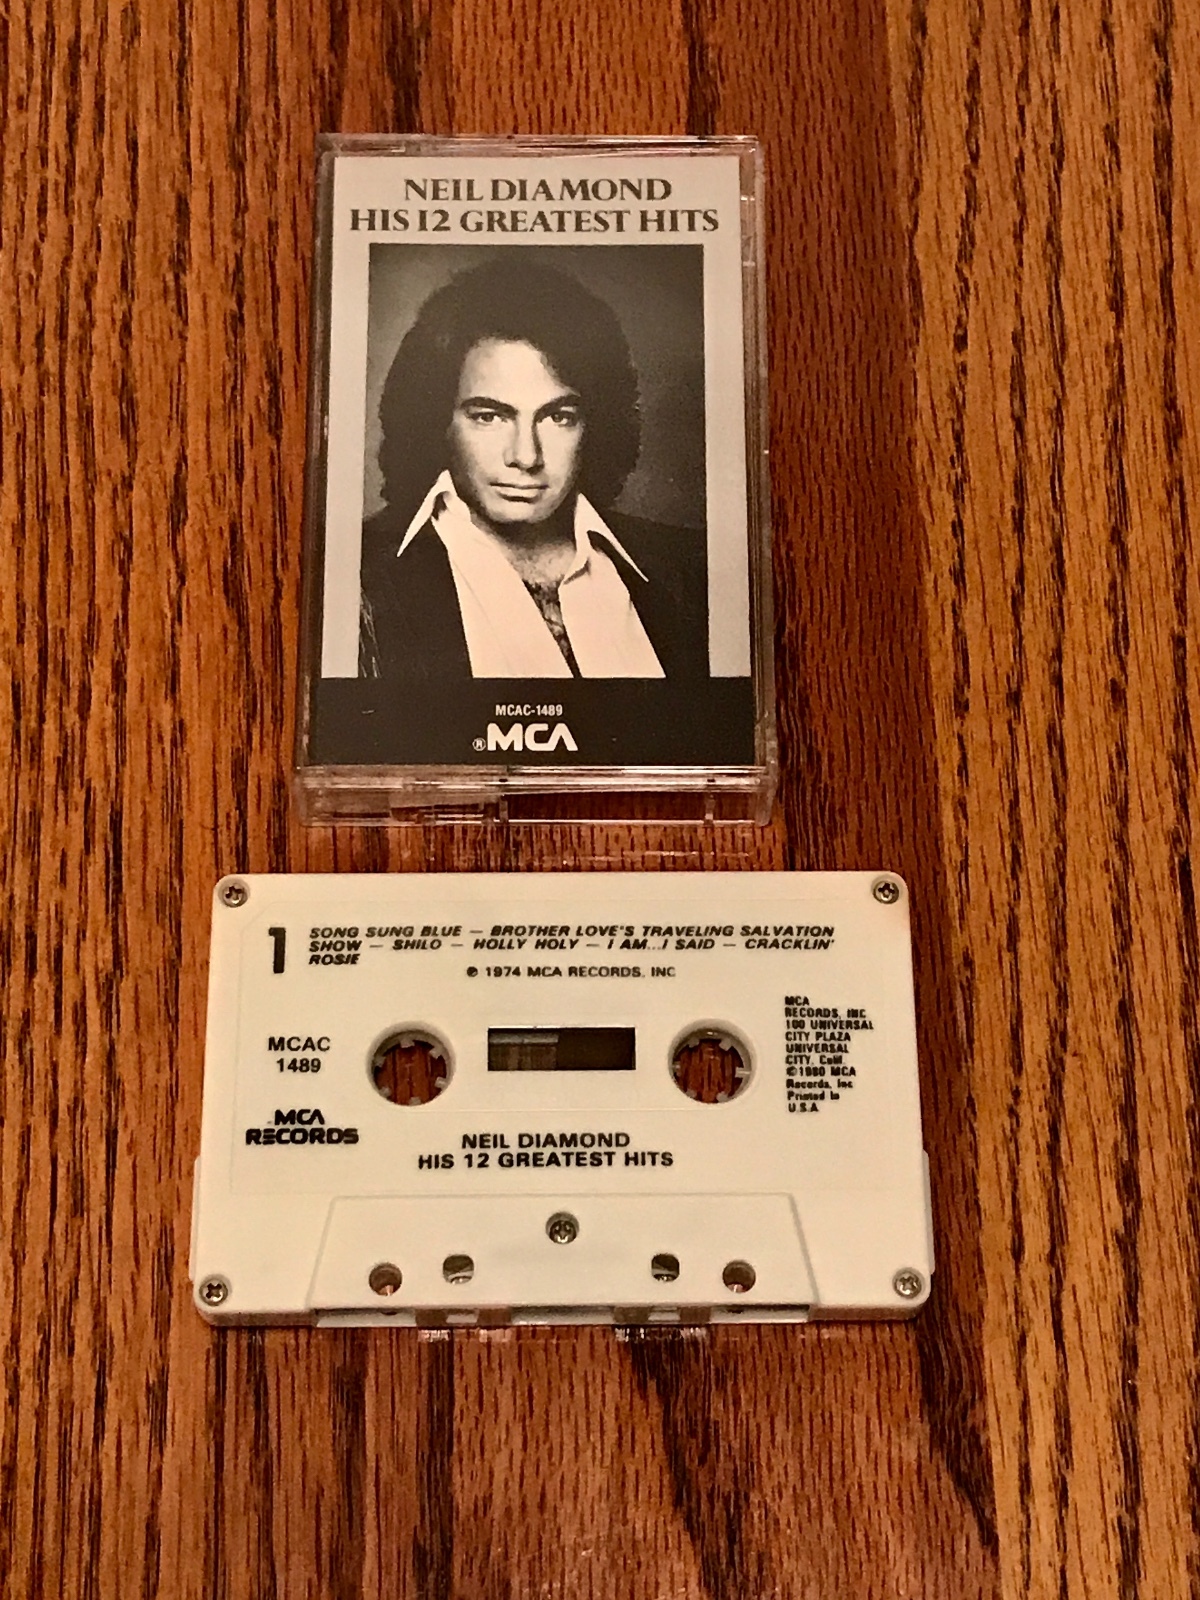 NEIL DIAMOND
HIS 12 GREATEST HITS
MCAC-1489
®MCA
1
SONG SUNG BLUE – BROTHER LOVE'S TRAVELING SALVATION
SHOW – SHILO – HOLLY HOLY – I AM...I SAID – CRACKLIN'
ROSIE
℗ 1974 MCA RECORDS, INC
MCAC
1489
MCA
RECORDS
MCA
RECORDS, INC.
100 UNIVERSAL
CITY PLAZA
UNIVERSAL
CITY, Calif.
©1980 MCA
Records, Inc
Printed in
U.S.A
NEIL DIAMOND
HIS 12 GREATEST HITS